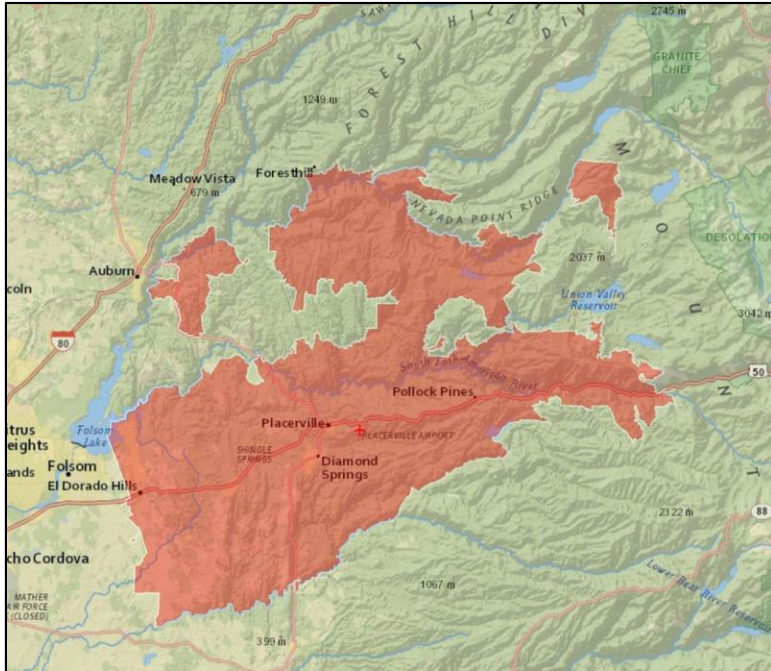 2745 m
SAW
FOREST HILL
DIV
GRANITE
CHIEF
1249 m
Meadow Vista
679 m
Foresthill
NEVADA POINT RIDGE
MOUNT
DESOLATION
Auburn
2037 m
coln
Union Valley
Reservoir
3042 m
80
South Fork American River
50
Pollock Pines
Folsom
Lake
Placerville
PLACERVILLE AIRPORT
itrus
eights
SHINGLE
SPRINGS
ands
Folsom
Diamond
Springs
El Dorado Hills
2322 m
88
cho Cordova
1067 m
Lower Bear River Reservoir
MATHER
AIR FORCE
(CLOSED)
399 m